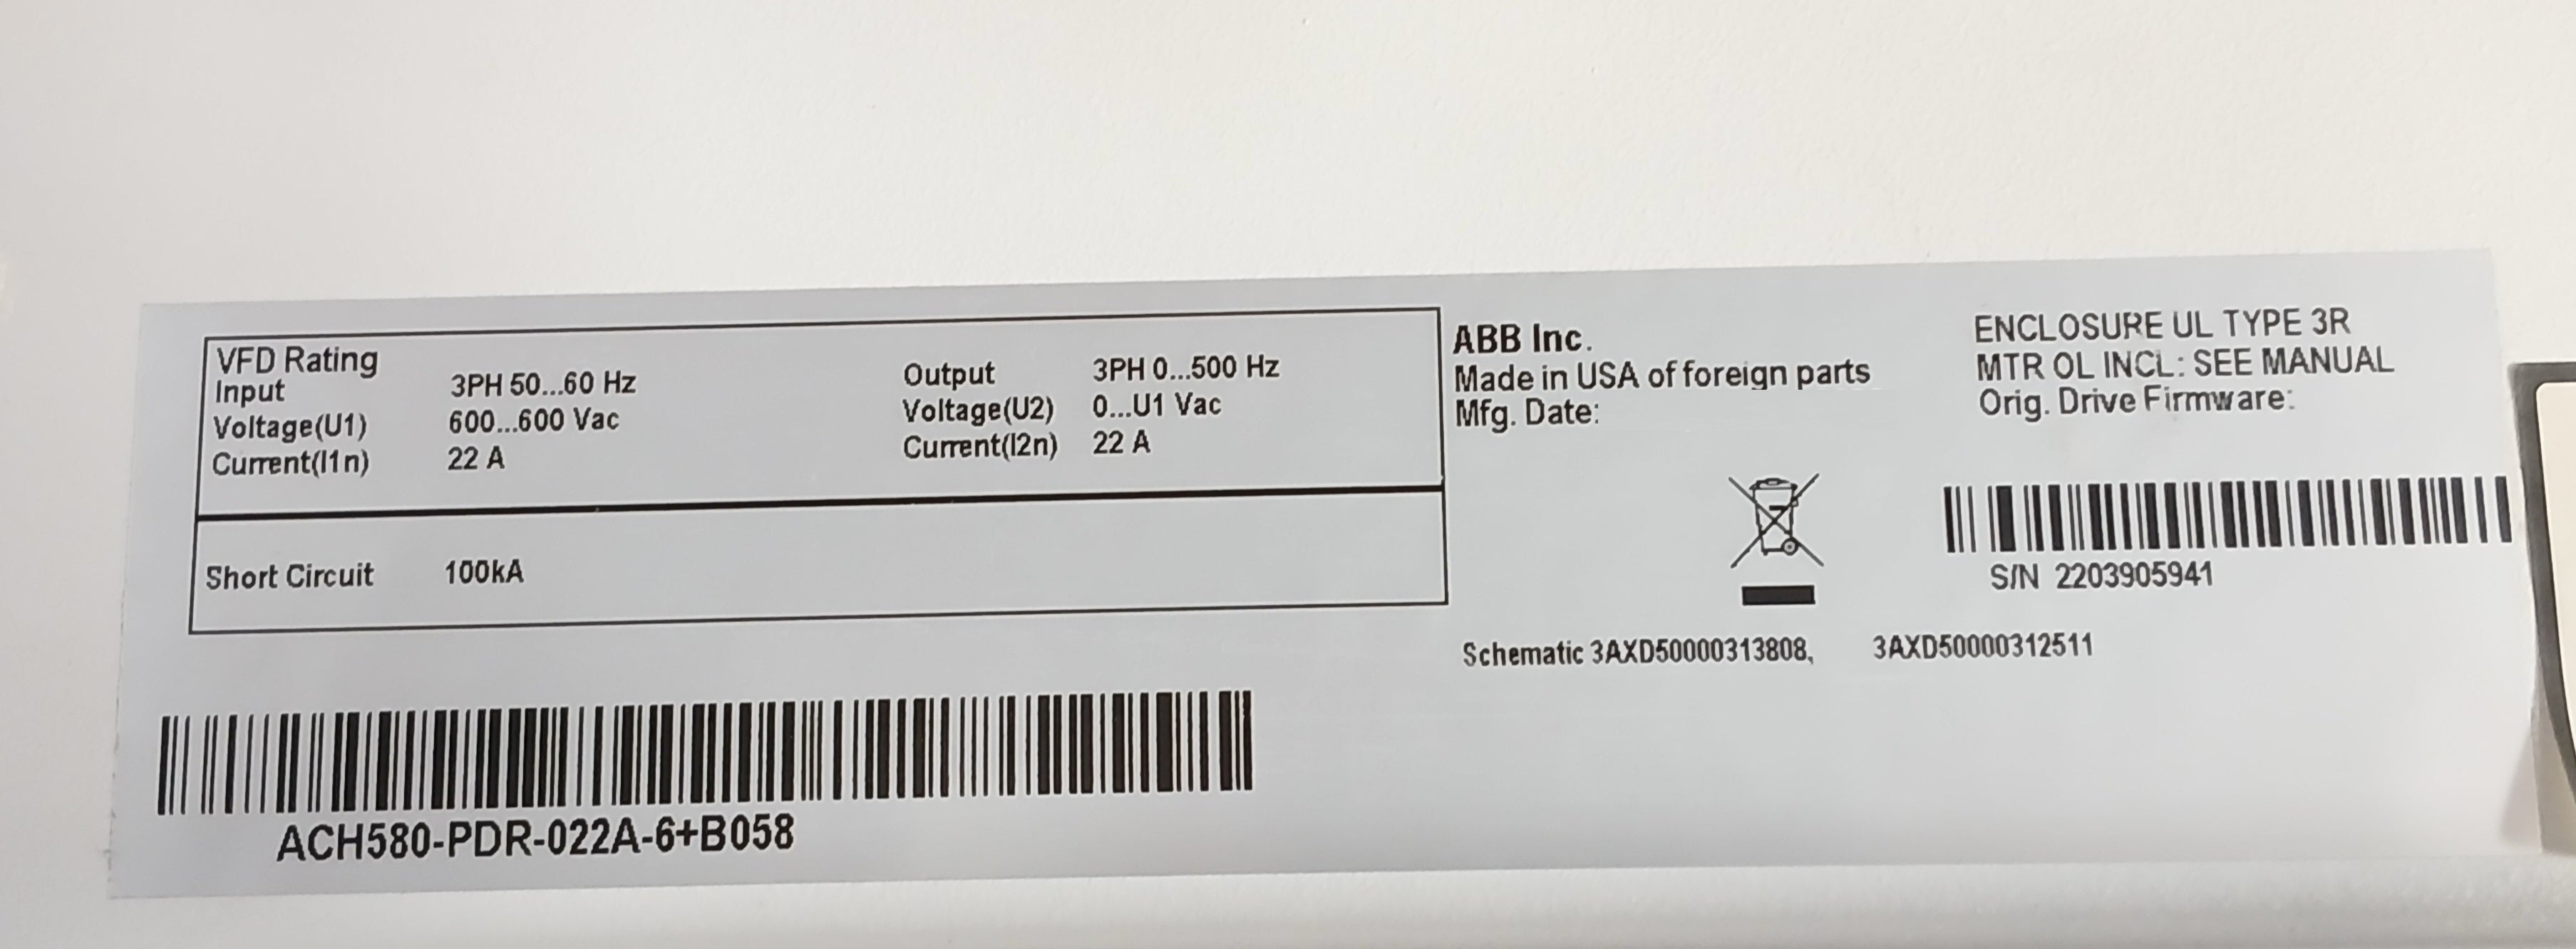 VFD Rating
Input 3PH 50...60 Hz Output 3PH 0...500 Hz
Voltage(U1) 600...600 Vac Voltage(U2) 0...U1 Vac
Current(I1n) 22 A Current(I2n) 22 A
Short Circuit 100kA
ABB Inc.
Made in USA of foreign parts
Mfg. Date:
ENCLOSURE UL TYPE 3R
MTR OL INCL: SEE MANUAL
Orig. Drive Firmware:
S/N 2203905941
Schematic 3AXD50000313808, 3AXD50000312511
ACH580-PDR-022A-6+B058